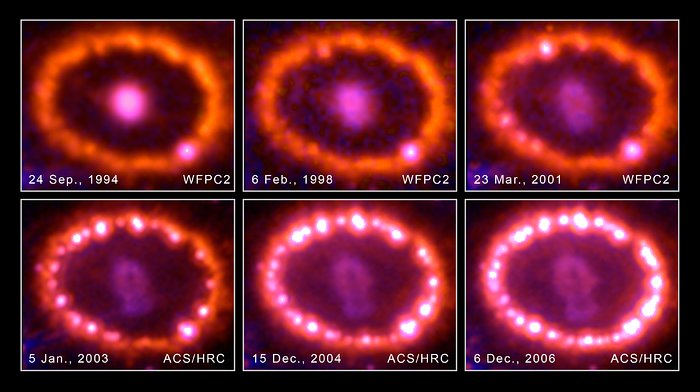 24 Sep., 1994 WFPC2
6 Feb., 1998 WFPC2
23 Mar., 2001 WFPC2
5 Jan., 2003 ACS/HRC
15 Dec., 2004 ACS/HRC
6 Dec., 2006 ACS/HRC